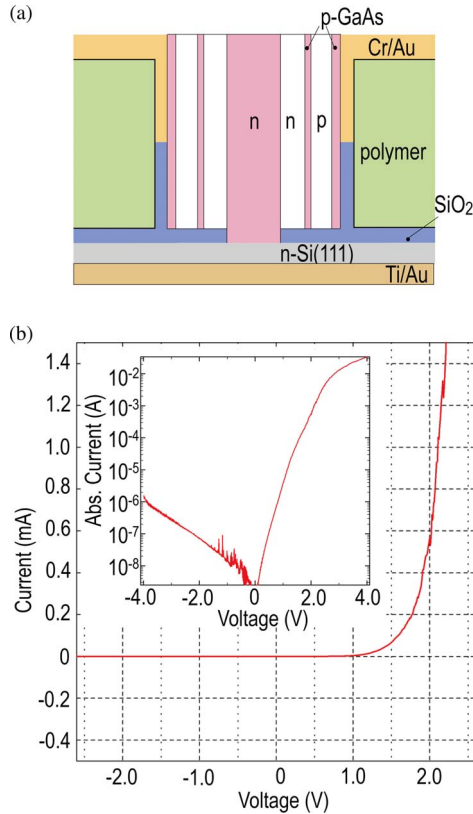 (a)
p-GaAs
Cr/Au
n n p
polymer
SiO₂
n-Si(111)
Ti/Au
(b)
1.4
1.2
1.0
0.8
0.6
0.4
0.2
0
-0.2
-0.4
Current (mA)
-2.0 -1.0 0 1.0 2.0
Voltage (V)
10⁻²
10⁻³
10⁻⁴
10⁻⁵
10⁻⁶
10⁻⁷
10⁻⁸
Abs. Current (A)
-4.0 -2.0 0 2.0 4.0
Voltage (V)